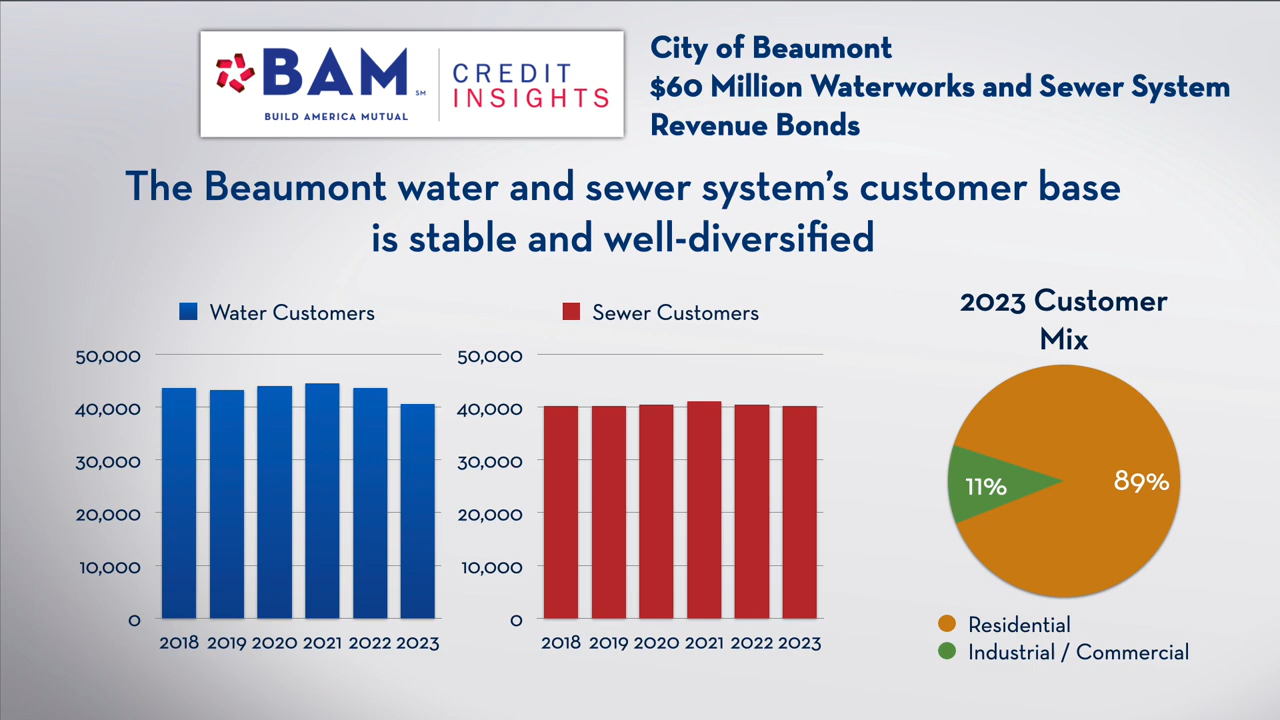 BAM SM
BUILD AMERICA MUTUAL
CREDIT
INSIGHTS
City of Beaumont
$60 Million Waterworks and Sewer System
Revenue Bonds
The Beaumont water and sewer system’s customer base
is stable and well-diversified
Water Customers
50,000
40,000
30,000
20,000
10,000
0
2018 2019 2020 2021 2022 2023
Sewer Customers
50,000
40,000
30,000
20,000
10,000
0
2018 2019 2020 2021 2022 2023
2023 Customer
Mix
11%
89%
Residential
Industrial / Commercial